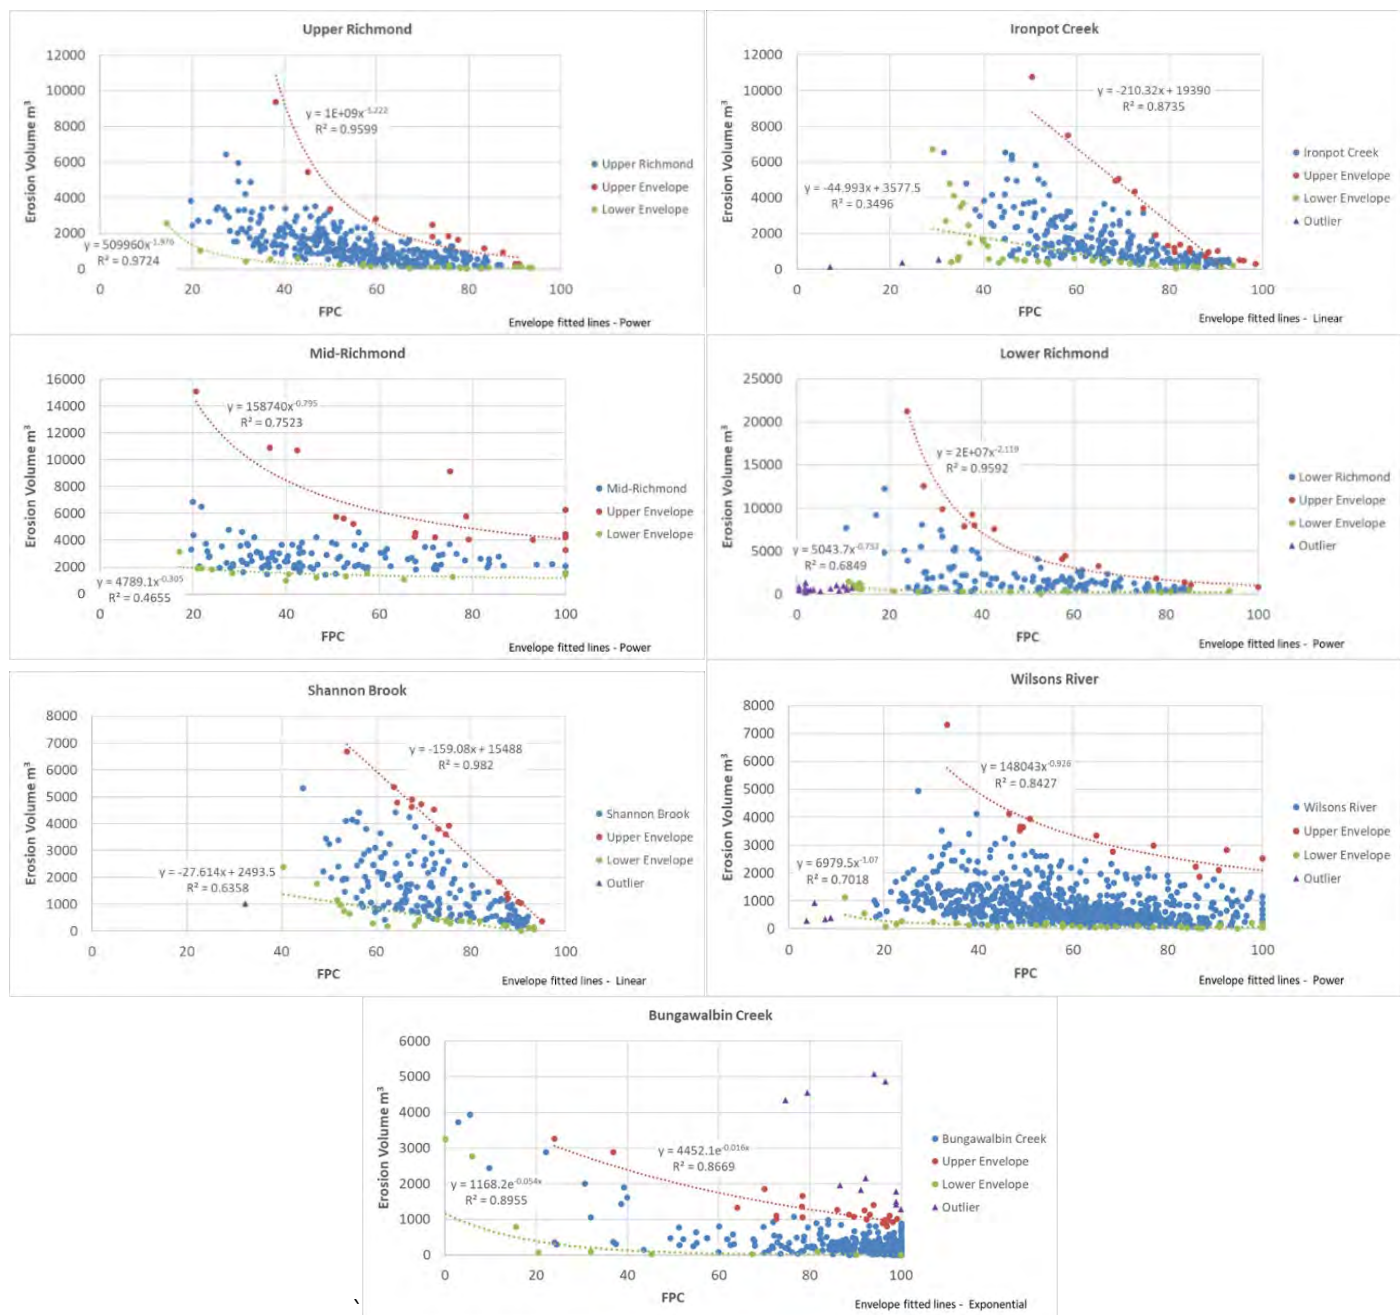 Upper Richmond
Erosion Volume m³
12000
10000
8000
6000
4000
2000
0
y = 1E+09x^-3.222
R² = 0.9599
y = 509960x^-1.976
R² = 0.9724
0 20 40 60 80 100
FPC
Upper Richmond
Upper Envelope
Lower Envelope
Envelope fitted lines - Power
Ironpot Creek
Erosion Volume m³
12000
10000
8000
6000
4000
2000
0
y = -210.32x + 19390
R² = 0.8735
y = -44.993x + 3577.5
R² = 0.3496
0 20 40 60 80 100
FPC
Ironpot Creek
Upper Envelope
Lower Envelope
Outlier
Envelope fitted lines - Linear
Mid-Richmond
Erosion Volume m³
16000
14000
12000
10000
8000
6000
4000
2000
0
y = 158740x^-0.795
R² = 0.7523
y = 4789.1x^-0.305
R² = 0.4655
0 20 40 60 80 100
FPC
Mid-Richmond
Upper Envelope
Lower Envelope
Envelope fitted lines - Power
Lower Richmond
Erosion Volume m³
25000
20000
15000
10000
5000
0
y = 2E+07x^-2.119
R² = 0.9592
y = 5043.7x^-0.753
R² = 0.6849
0 20 40 60 80 100
FPC
Lower Richmond
Upper Envelope
Lower Envelope
Outlier
Envelope fitted lines - Power
Shannon Brook
Erosion Volume m³
8000
7000
6000
5000
4000
3000
2000
1000
0
y = -159.08x + 15488
R² = 0.982
y = -27.614x + 2493.5
R² = 0.6358
0 20 40 60 80 100
FPC
Shannon Brook
Upper Envelope
Lower Envelope
Outlier
Envelope fitted lines - Linear
Wilsons River
Erosion Volume m³
8000
7000
6000
5000
4000
3000
2000
1000
0
y = 148043x^-0.926
R² = 0.8427
y = 6979.5x^-1.07
R² = 0.7018
0 20 40 60 80 100
FPC
Wilsons River
Upper Envelope
Lower Envelope
Outlier
Envelope fitted lines - Power
Bungawalbin Creek
Erosion Volume m³
6000
5000
4000
3000
2000
1000
0
y = 4452.1e^-0.016x
R² = 0.8669
y = 1168.2e^-0.054x
R² = 0.8955
0 20 40 60 80 100
FPC
Bungawalbin Creek
Upper Envelope
Lower Envelope
Outlier
Envelope fitted lines - Exponential
`